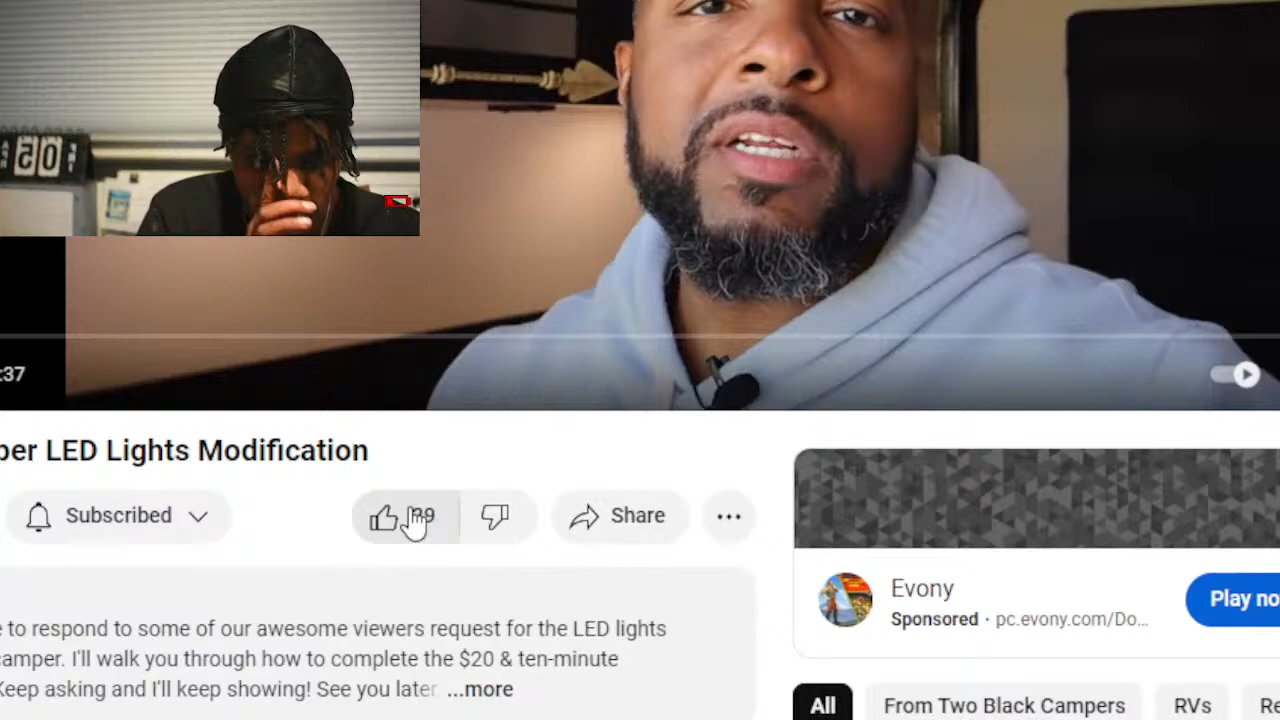 :37
per LED Lights Modification
Subscribed
Share
e to respond to some of our awesome viewers request for the LED lights
camper. I'll walk you through how to complete the $20 & ten-minute
Keep asking and I'll keep showing! See you later ...more
Evony
Sponsored · pc.evony.com/Do...
Play no
All
From Two Black Campers
RVs
Re